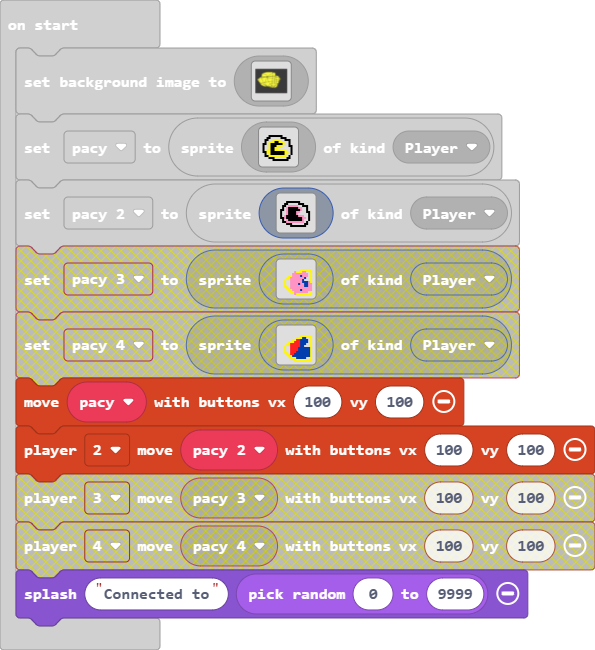 on start
set background image to
set pacy to sprite of kind Player
set pacy 2 to sprite of kind Player
set pacy 3 to sprite of kind Player
set pacy 4 to sprite of kind Player
move pacy with buttons vx 100 vy 100
player 2 move pacy 2 with buttons vx 100 vy 100
player 3 move pacy 3 with buttons vx 100 vy 100
player 4 move pacy 4 with buttons vx 100 vy 100
splash "Connected to" pick random 0 to 9999